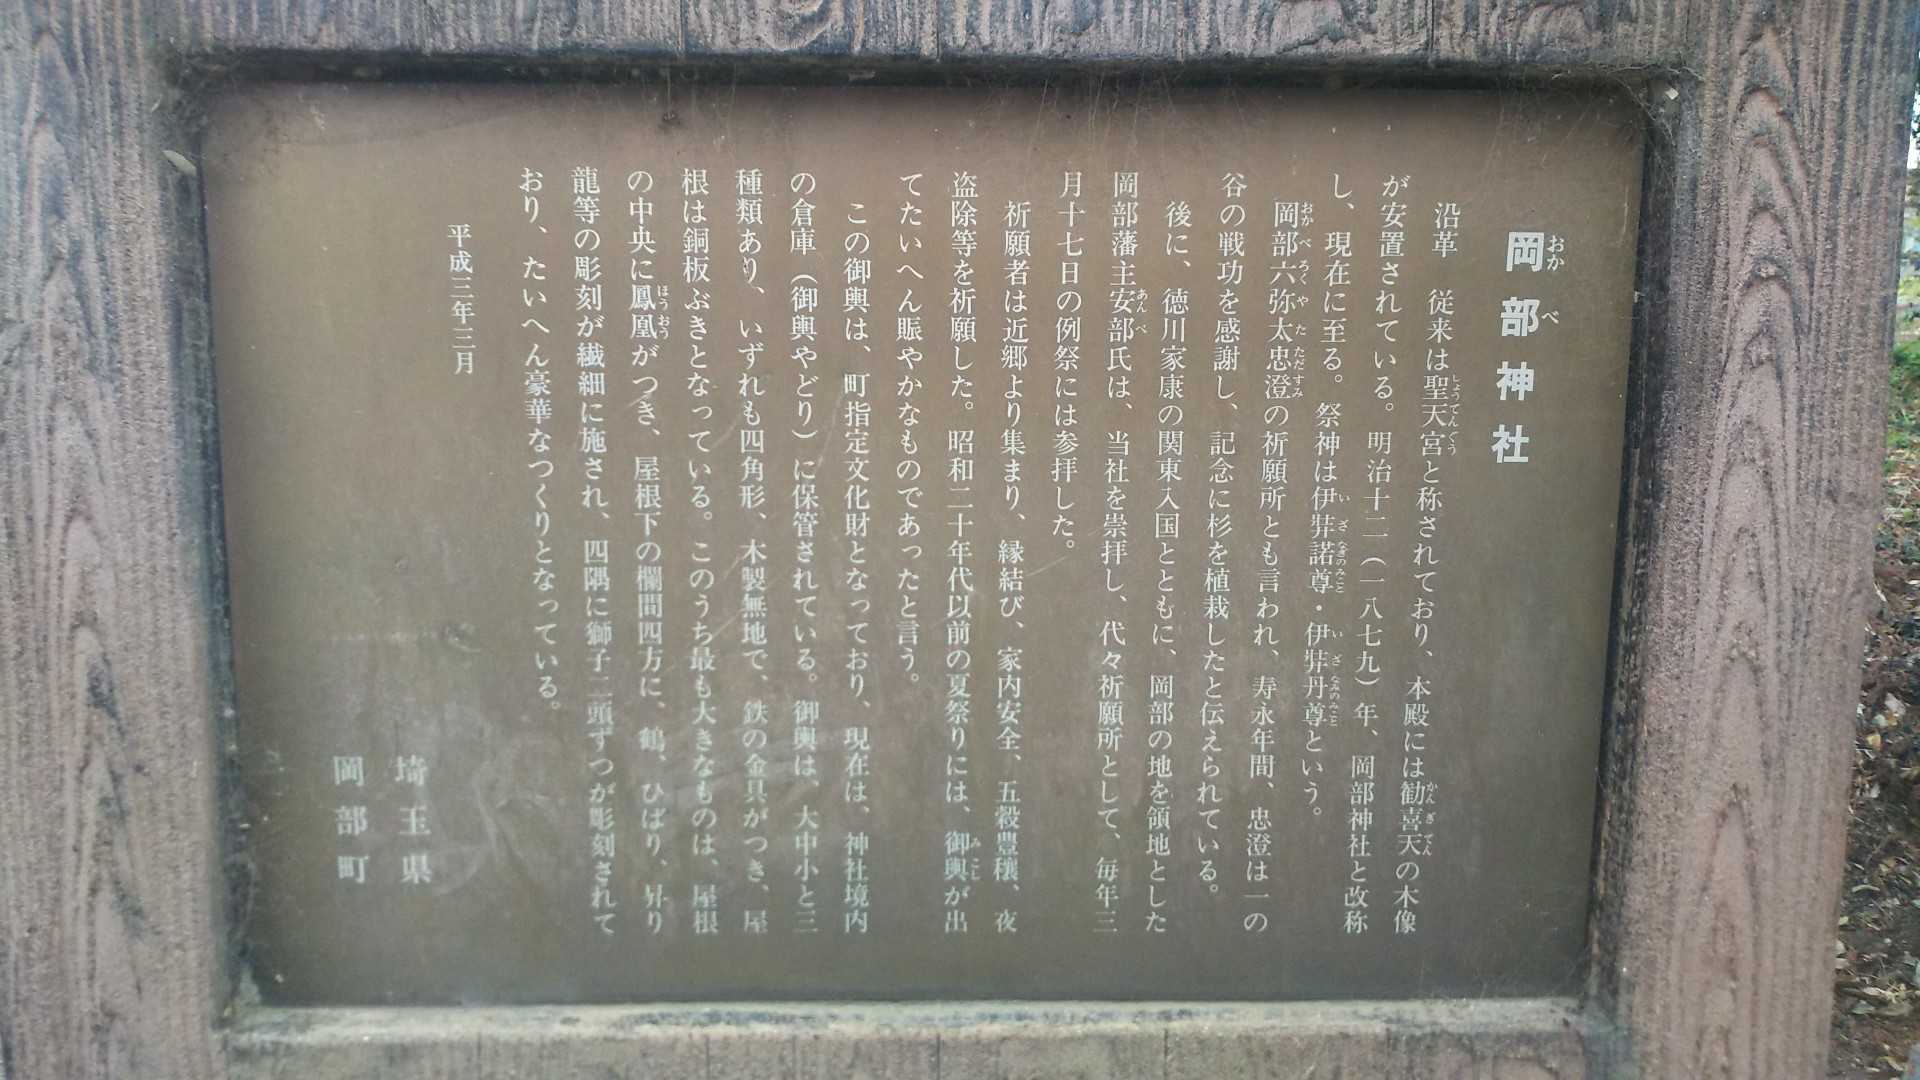 岡部神社
沿革　従来は聖天宮と称されており、本殿には勧喜天の木像
が安置されている。明治十二（一八七九）年、岡部神社と改称
し、現在に至る。祭神は伊弉諾尊・伊弉丹尊という。
岡部六弥太忠澄の祈願所とも言われ、寿永年間、忠澄は一の
谷の戦功を感謝し、記念に杉を植栽したと伝えられている。
後に、徳川家康の関東入国とともに、岡部の地を領地とした
岡部藩主安部氏は、当社を崇拝し、代々祈願所として、毎年三
月十七日の例祭には参拝した。
祈願者は近郷より集まり、縁結び、家内安全、五穀豊穣、夜
盗除等を祈願した。昭和二十年代以前の夏祭りには、御輿が出
てたいへん賑やかなものであったと言う。
この御輿は、町指定文化財となっており、現在は、神社境内
の倉庫（御輿やどり）に保管されている。御輿は、大中小と三
種類あり、いずれも四角形、木製無地で、鉄の金具がつき、屋
根は銅板ぶきとなっている。このうち最も大きなものは、屋根
の中央に鳳凰がつき、屋根下の欄間四方に、鶴、ひばり、昇り
龍等の彫刻が繊細に施され、四隅に獅子二頭ずつが彫刻されて
おり、たいへん豪華なつくりとなっている。
平成三年三月
埼玉県
岡部町